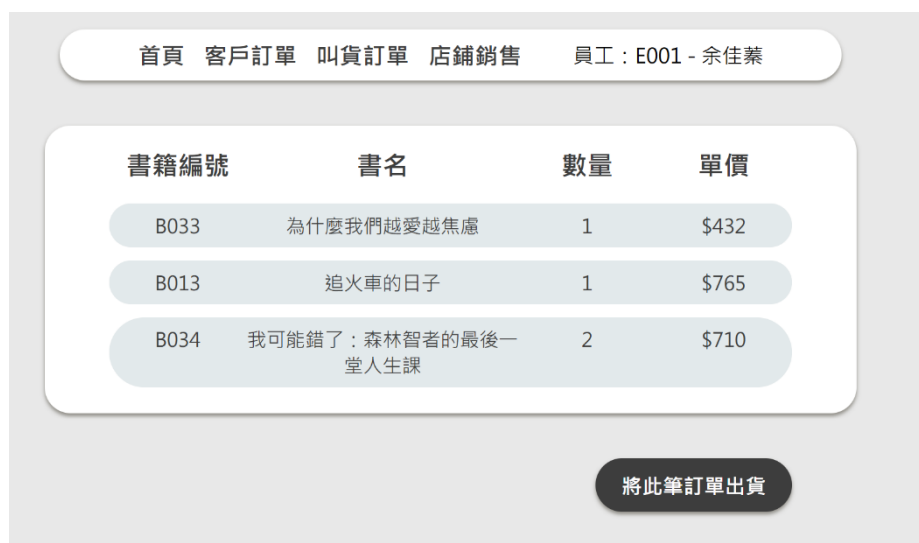 首頁 客戶訂單 叫貨訂單 店鋪銷售 員工：E001 - 余佳蓁
書籍編號 書名 數量 單價
B033 為什麼我們越愛越焦慮 1 $432
B013 追火車的日子 1 $765
B034 我可能錯了：森林智者的最後一 2 $710
堂人生課
將此筆訂單出貨